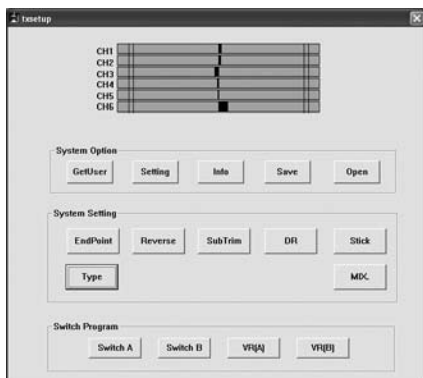 txsetup
CH1
CH2
CH3
CH4
CH5
CH6
System Option
GetUser Setting Info Save Open
System Setting
EndPoint Reverse SubTrim DR Stick
Type MIX.
Switch Program
Switch A Switch B VR(A) VR(B)